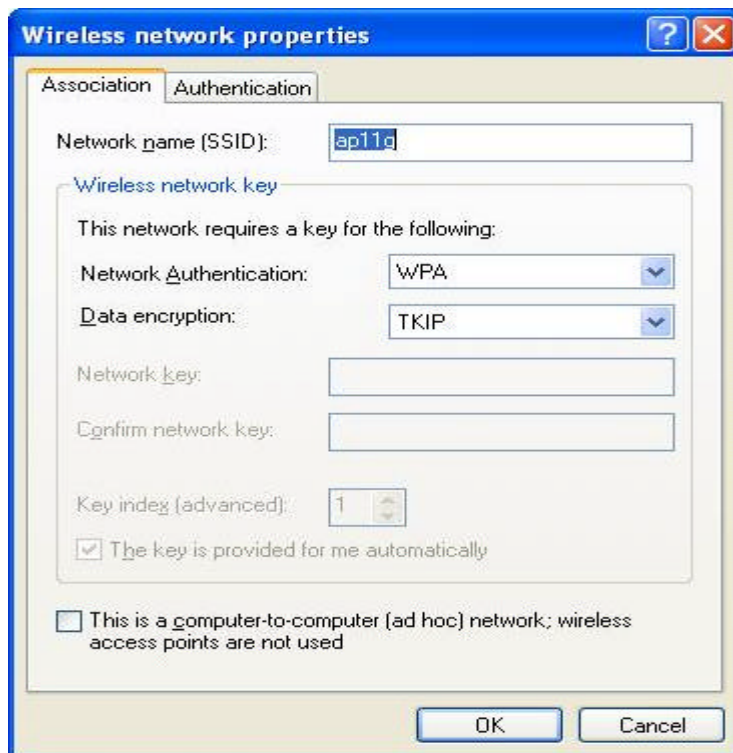 Wireless network properties
Association Authentication
Network name (SSID): ap11g
Wireless network key
This network requires a key for the following:
Network Authentication: WPA
Data encryption: TKIP
Network key:
Confirm network key:
Key index (advanced): 1
The key is provided for me automatically
This is a computer-to-computer (ad hoc) network; wireless
access points are not used
OK Cancel